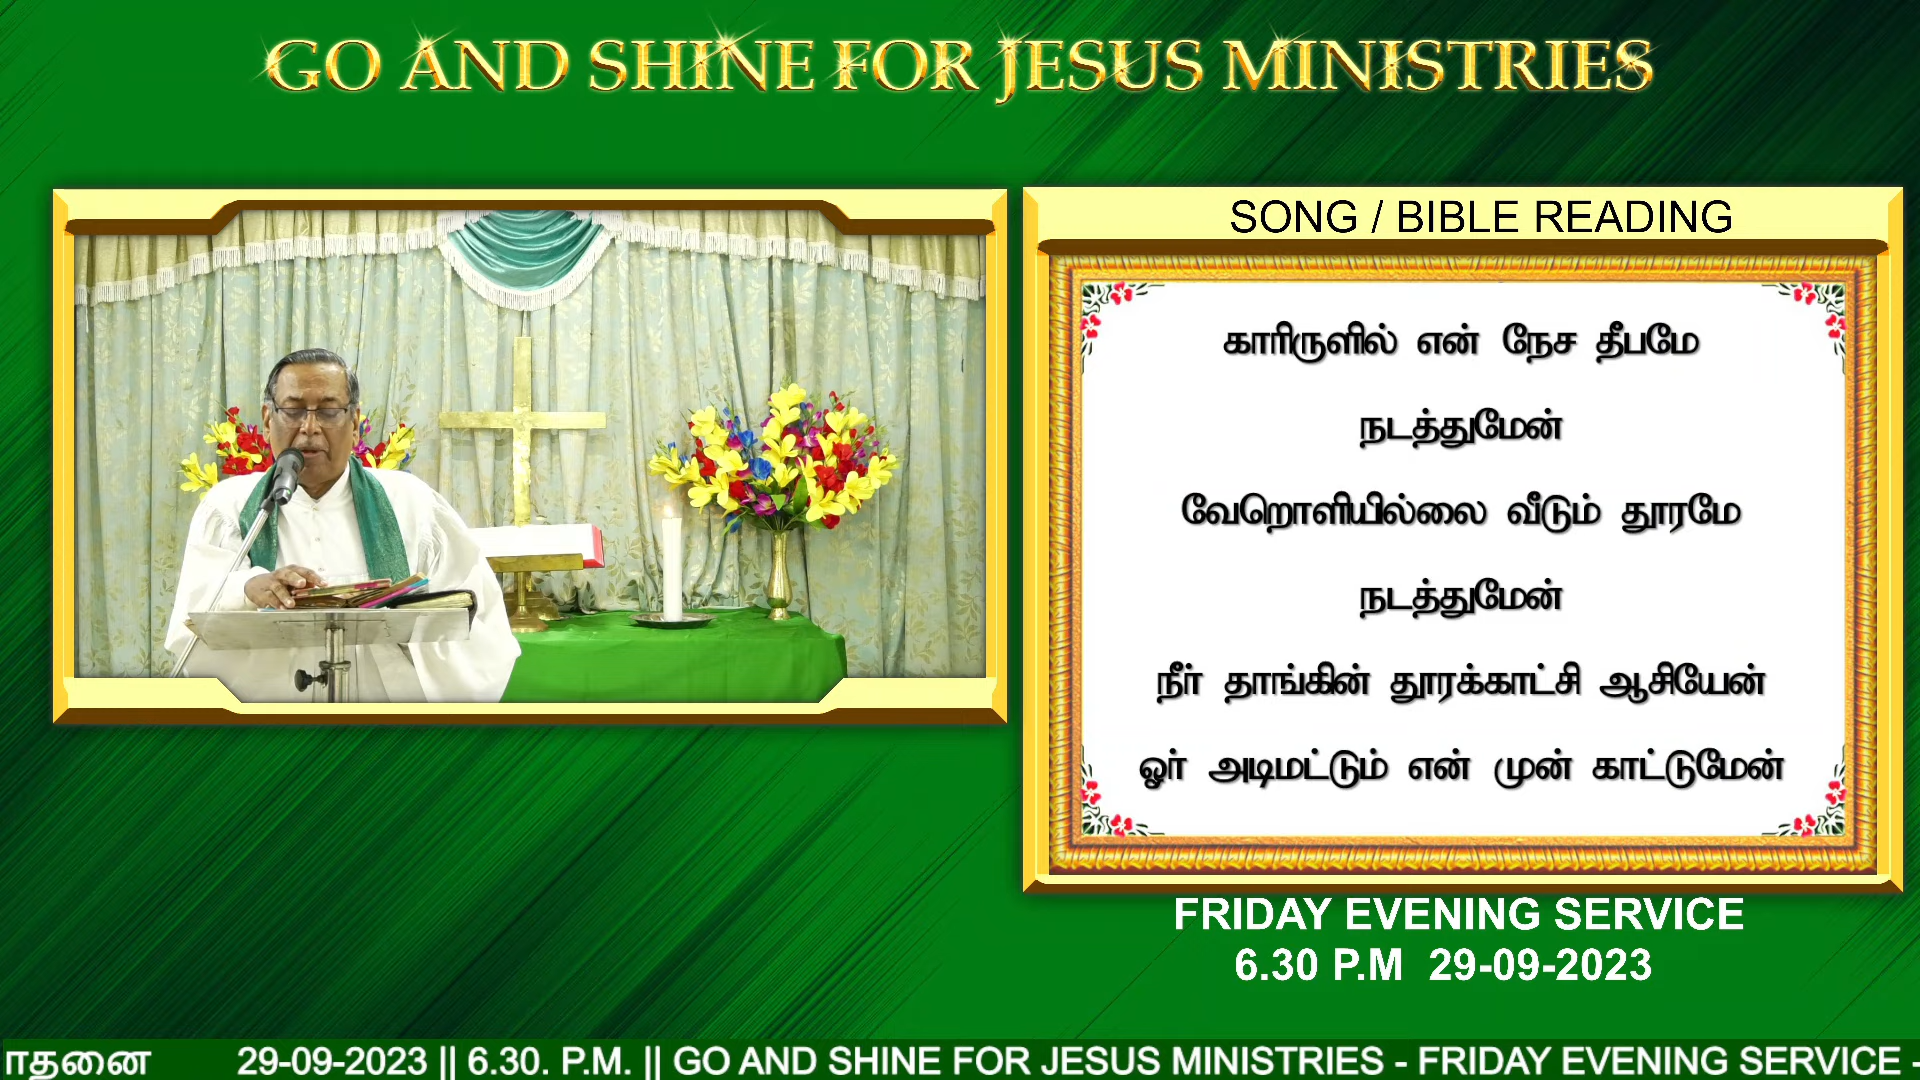 GO AND SHINE FOR JESUS MINISTRIES
SONG / BIBLE READING
காரிருளில் என் நேச தீபமே
நடத்துமேன்
வேறொளியில்லை வீடும் தூரமே
நடத்துமேன்
நீர் தாங்கின் தூரக்காட்சி ஆசியேன்
ஓர் அடிமட்டும் என் முன் காட்டுமேன்
FRIDAY EVENING SERVICE
6.30 P.M 29-09-2023
ாதனை 29-09-2023 || 6.30. P.M. || GO AND SHINE FOR JESUS MINISTRIES - FRIDAY EVENING SERVICE -